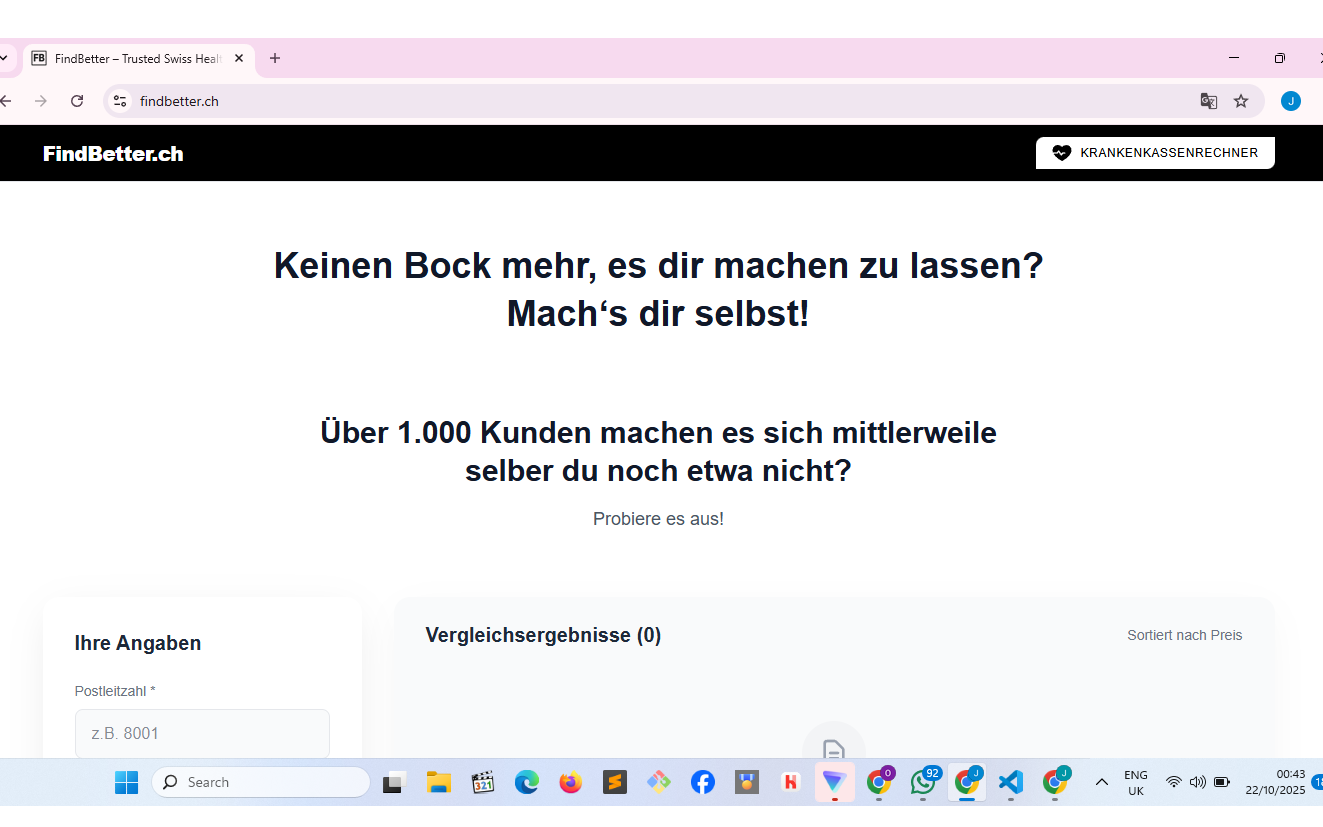 FB FindBetter – Trusted Swiss Heal
findbetter.ch
J
FindBetter.ch
KRANKENKASSENRECHNER
Keinen Bock mehr, es dir machen zu lassen?
Mach‘s dir selbst!
Über 1.000 Kunden machen es sich mittlerweile
selber du noch etwa nicht?
Probiere es aus!
Ihre Angaben
Vergleichsergebnisse (0)
Sortiert nach Preis
Postleitzahl *
z.B. 8001
Search
321
O
92
J
J
ENG
UK
00:43
22/10/2025